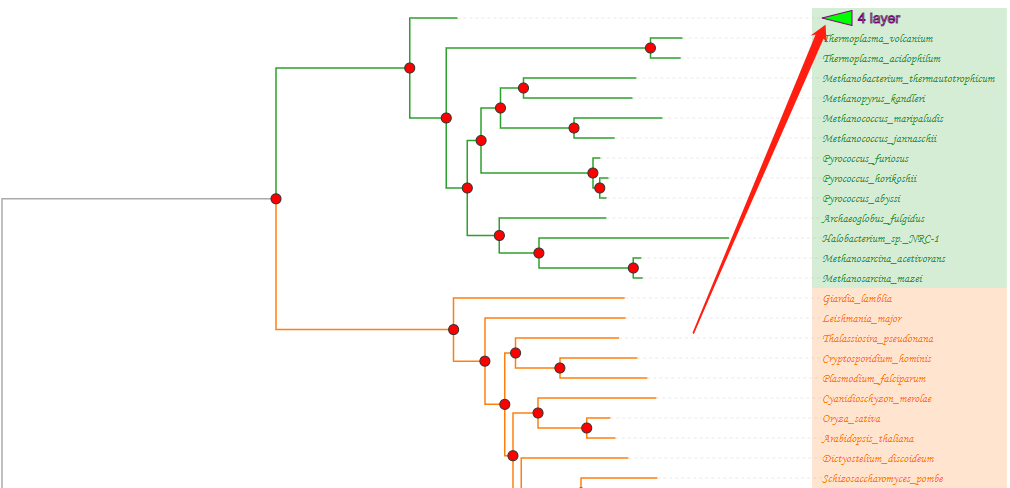 4 layer
Thermoplasma_volcanium
Thermoplasma_acidophilum
Methanobacterium_thermautotrophicum
Methanopyrus_kandleri
Methanococcus_maripaludis
Methanococcus_jannaschii
Pyrococcus_furiosus
Pyrococcus_horikoshii
Pyrococcus_abyssi
Archaeoglobus_fulgidus
Halobacterium_sp._NRC-1
Methanosarcina_acetivorans
Methanosarcina_mazei
Giardia_lamblia
Leishmania_major
Thalassiosira_pseudonana
Cryptosporidium_hominis
Plasmodium_falciparum
Cyanidioschyzon_merolae
Oryza_sativa
Arabidopsis_thaliana
Dictyostelium_discoideum
Schizosaccharomyces_pombe